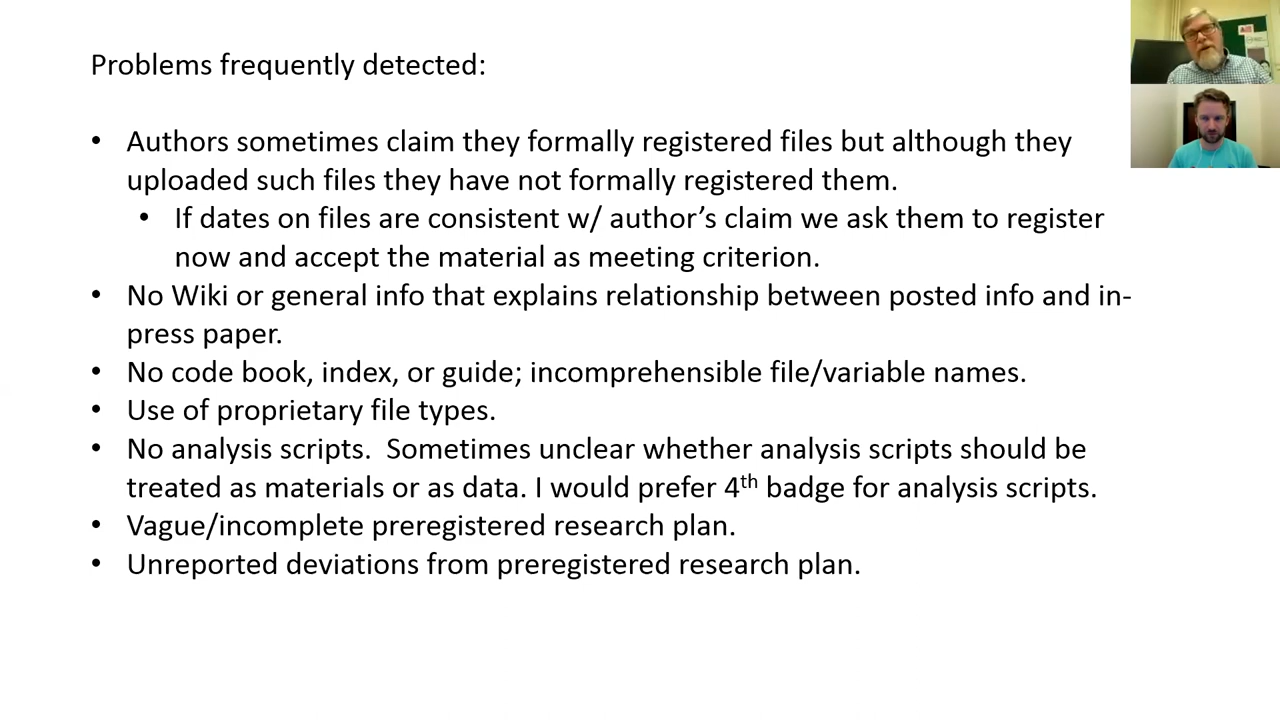 Problems frequently detected:
• Authors sometimes claim they formally registered files but although they
uploaded such files they have not formally registered them.
• If dates on files are consistent w/ author’s claim we ask them to register
now and accept the material as meeting criterion.
• No Wiki or general info that explains relationship between posted info and in-
press paper.
• No code book, index, or guide; incomprehensible file/variable names.
• Use of proprietary file types.
• No analysis scripts.  Sometimes unclear whether analysis scripts should be
treated as materials or as data. I would prefer 4th badge for analysis scripts.
• Vague/incomplete preregistered research plan.
• Unreported deviations from preregistered research plan.